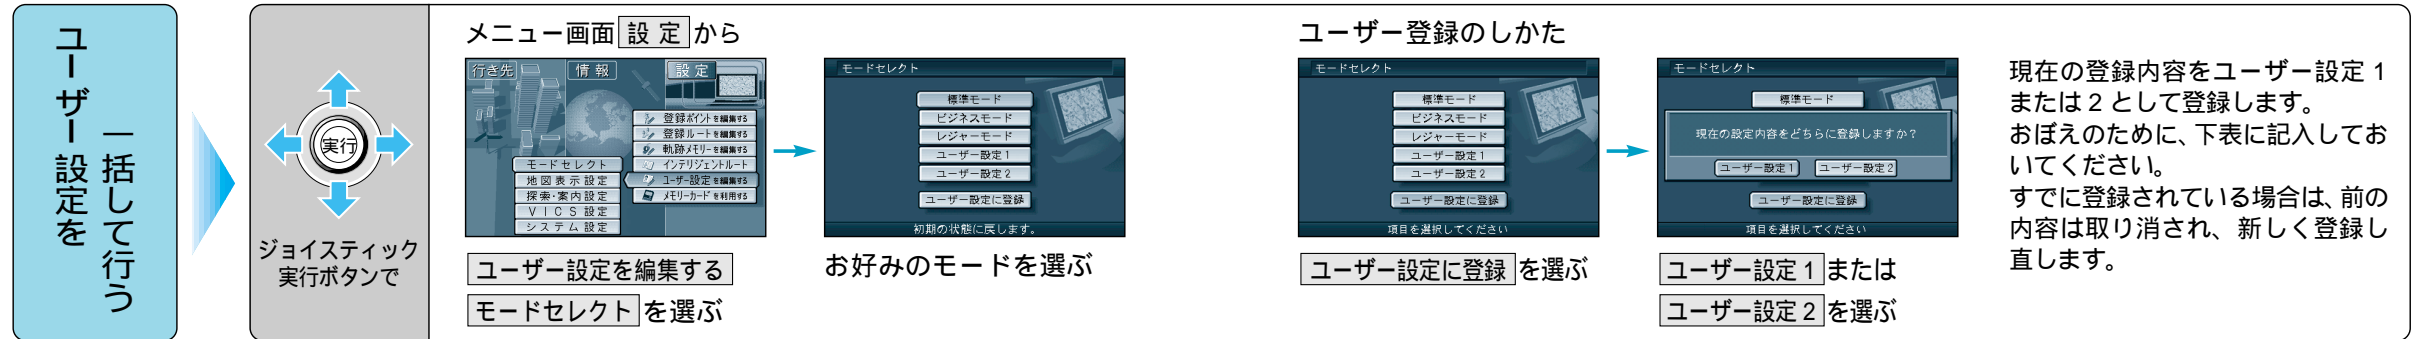 ユーザー設定を
一括して行う
実行
ジョイスティック
実行ボタンで
メニュー画面 設定 から
行き先
情報
設定
登録ポイントを編集する
登録ルートを編集する
軌跡メモリーを編集する
インテリジェントルート
ユーザー設定を編集する
メモリーカードを利用する
モードセレクト
地図表示設定
探索・案内設定
VICS設定
システム設定
ユーザー設定を編集する
モードセレクト を選ぶ
モードセレクト
標準モード
ビジネスモード
レジャーモード
ユーザー設定1
ユーザー設定2
ユーザー設定に登録
初期の状態に戻します。
お好みのモードを選ぶ
ユーザー登録のしかた
モードセレクト
標準モード
ビジネスモード
レジャーモード
ユーザー設定1
ユーザー設定2
ユーザー設定に登録
項目を選択してください
ユーザー設定に登録 を選ぶ
モードセレクト
標準モード
現在の設定内容をどちらに登録しますか?
ユーザー設定1 ユーザー設定2
ユーザー設定に登録
項目を選択してください
ユーザー設定1 または
ユーザー設定2 を選ぶ
現在の登録内容をユーザー設定1
または2として登録します。
おぼえのために、下表に記入してお
いてください。
すでに登録されている場合は、前の
内容は取り消され、新しく登録し
直します。